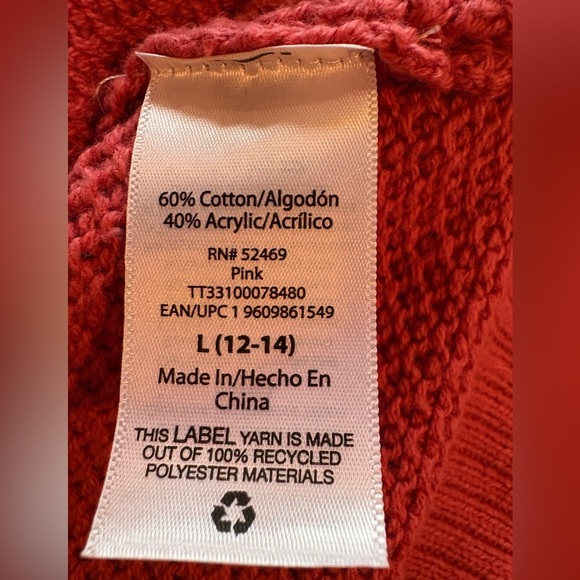 60% Cotton/Algodón
40% Acrylic/Acrílico
RN# 52469
Pink
TT33100078480
EAN/UPC 1 9609861549
L (12-14)
Made In/Hecho En
China
THIS LABEL YARN IS MADE
OUT OF 100% RECYCLED
POLYESTER MATERIALS